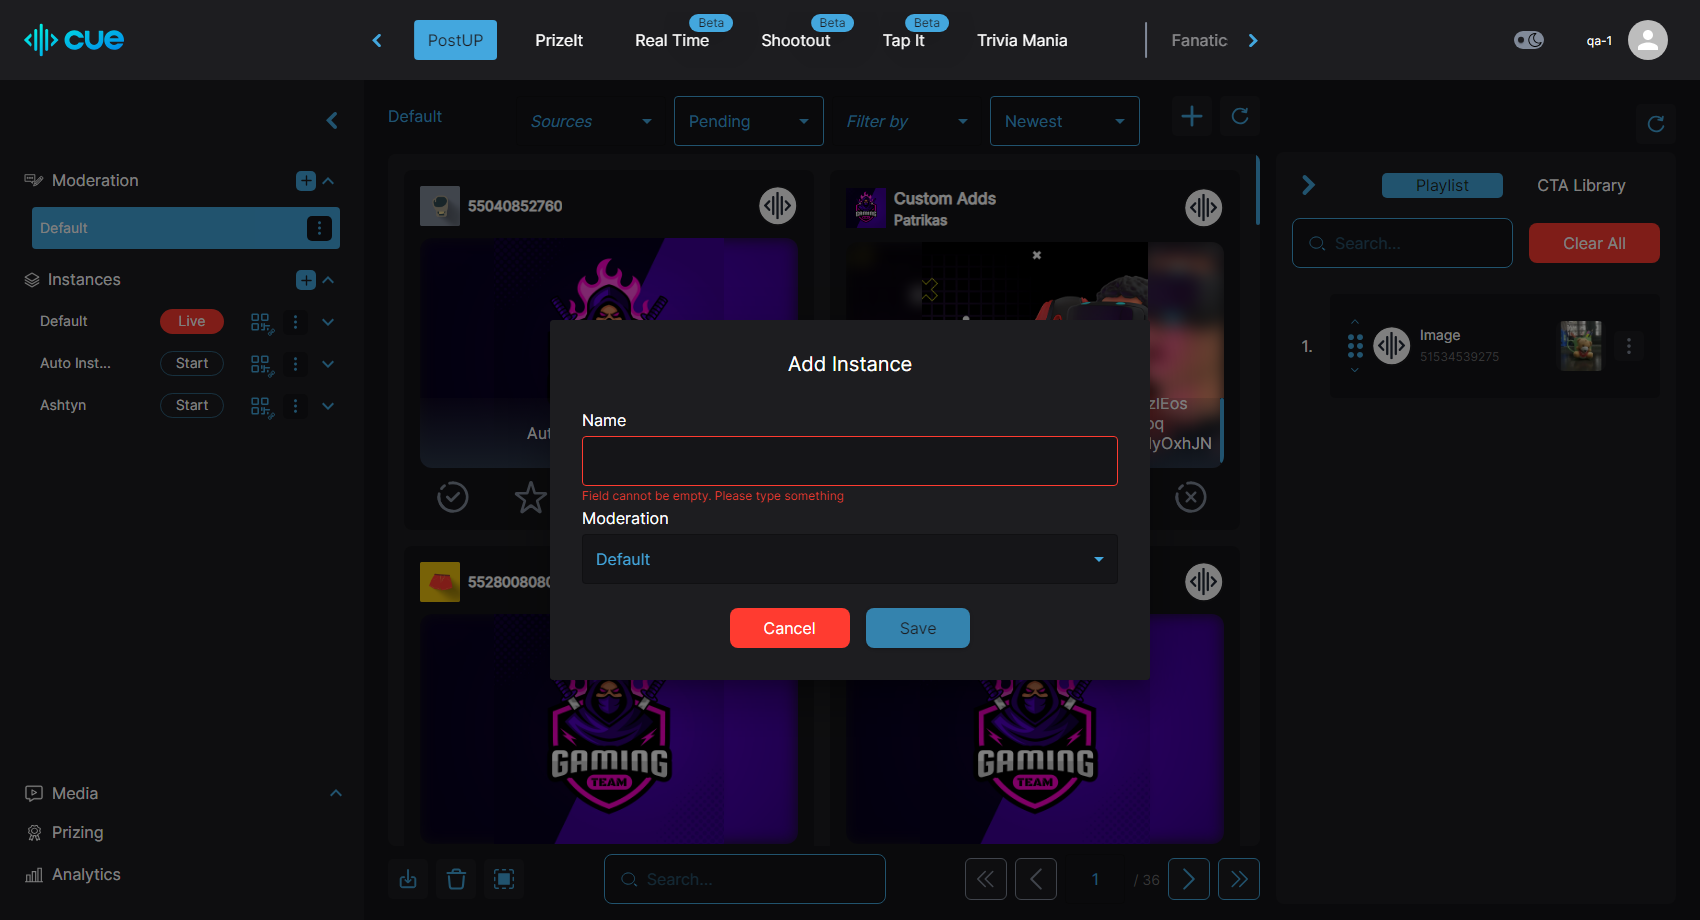 cue
PostUP
PrizeIt
Real Time
Beta
Shootout
Beta
Tap It
Beta
Trivia Mania
Fanatic
qa-1
Moderation
Default
Instances
Default
Live
Auto Inst...
Start
Ashtyn
Start
Media
Prizing
Analytics
Default
Sources
Pending
Filter by
Newest
55040852760
Custom Adds
Patrikas
Aut
zlEos
lyOxhJN
Add Instance
Name
Field cannot be empty. Please type something
Moderation
Default
Cancel
Save
5528008080
GAMING
TEAM
GAMING
TEAM
Search...
1
/ 36
Playlist
CTA Library
Search...
Clear All
1.
Image
51534539275